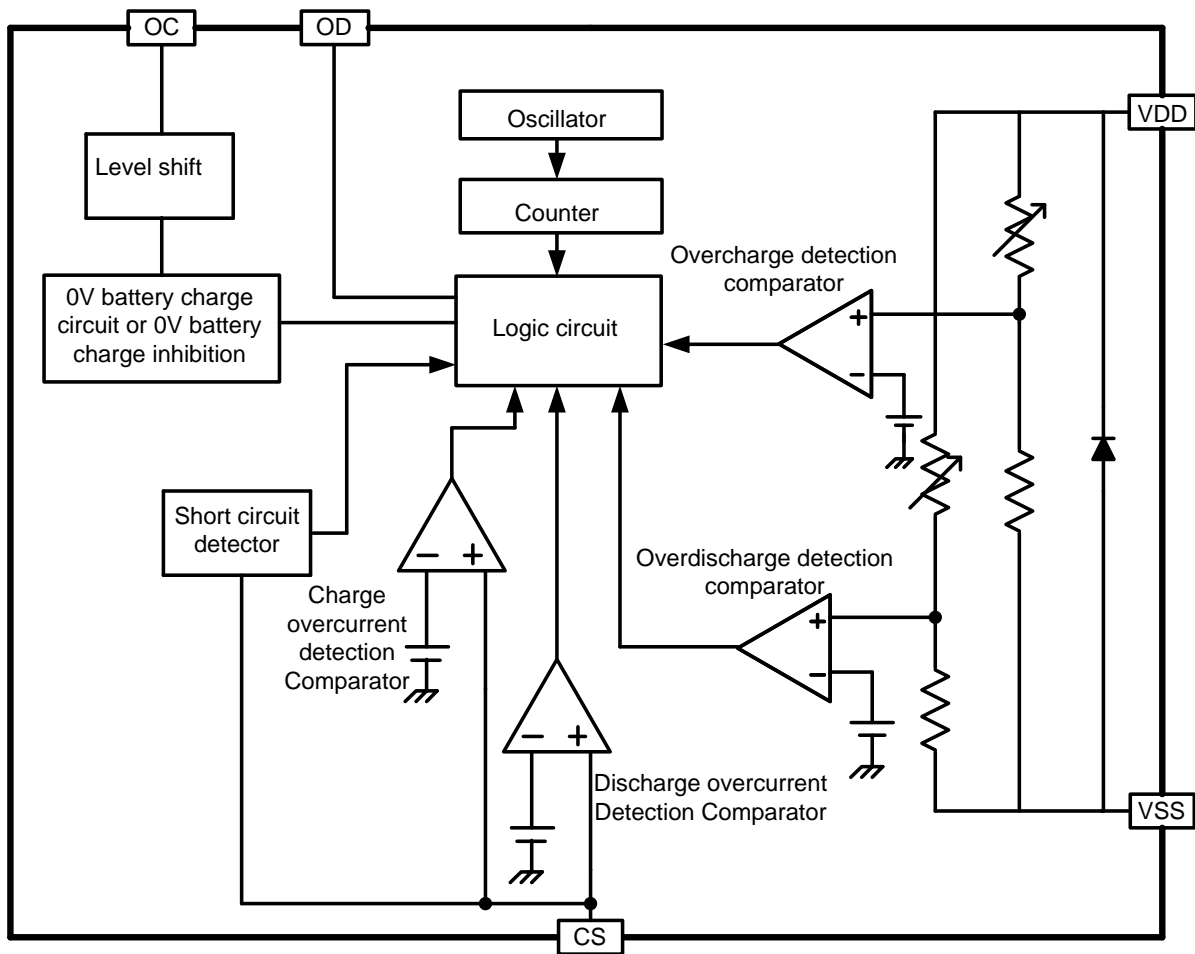 OC
OD
VDD
Oscillator
Level shift
Counter
Overcharge detection
comparator
0V battery charge
circuit or 0V battery
charge inhibition
Logic circuit
+
−
Short circuit
detector
− +
Overdischarge detection
comparator
Charge
overcurrent
detection
Comparator
+
−
− +
Discharge overcurrent
Detection Comparator
VSS
CS